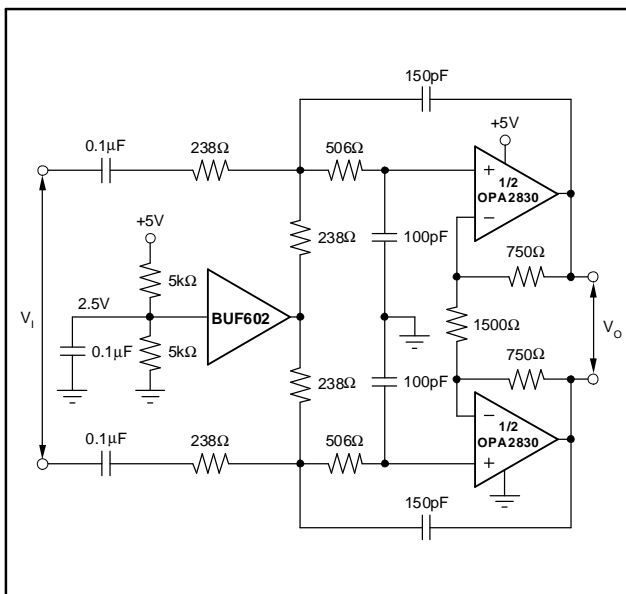 150pF
0.1μF
238Ω
506Ω
+5V
+
1/2
OPA2830
−
+5V
238Ω
100pF
750Ω
5kΩ
2.5V
BUF602
V_I
1500Ω
V_O
0.1μF
5kΩ
238Ω
100pF
750Ω
−
1/2
OPA2830
+
0.1μF
238Ω
506Ω
150pF